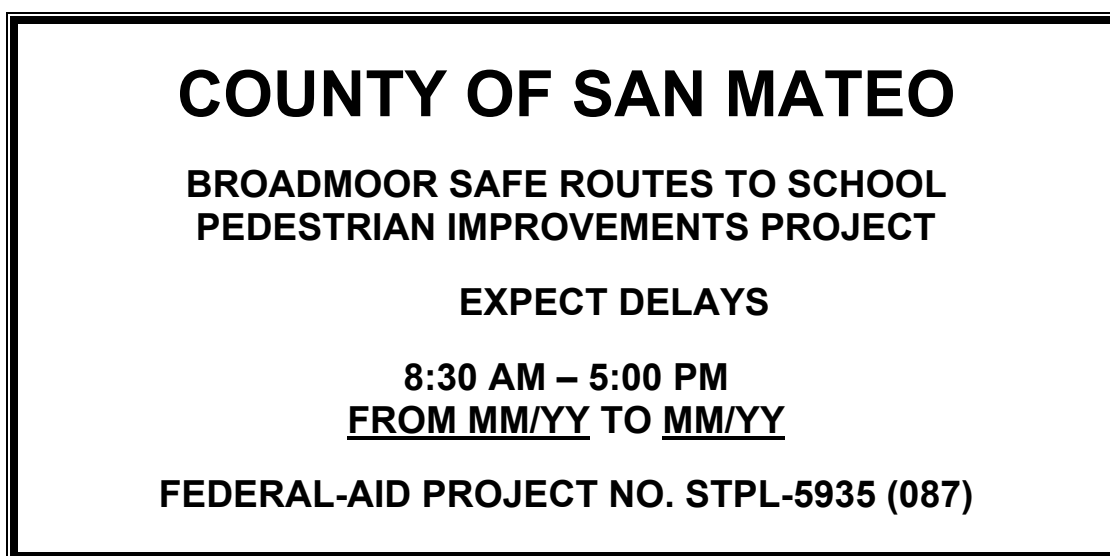 COUNTY OF SAN MATEO
BROADMOOR SAFE ROUTES TO SCHOOL
PEDESTRIAN IMPROVEMENTS PROJECT
EXPECT DELAYS
8:30 AM – 5:00 PM
FROM MM/YY TO MM/YY
FEDERAL-AID PROJECT NO. STPL-5935 (087)